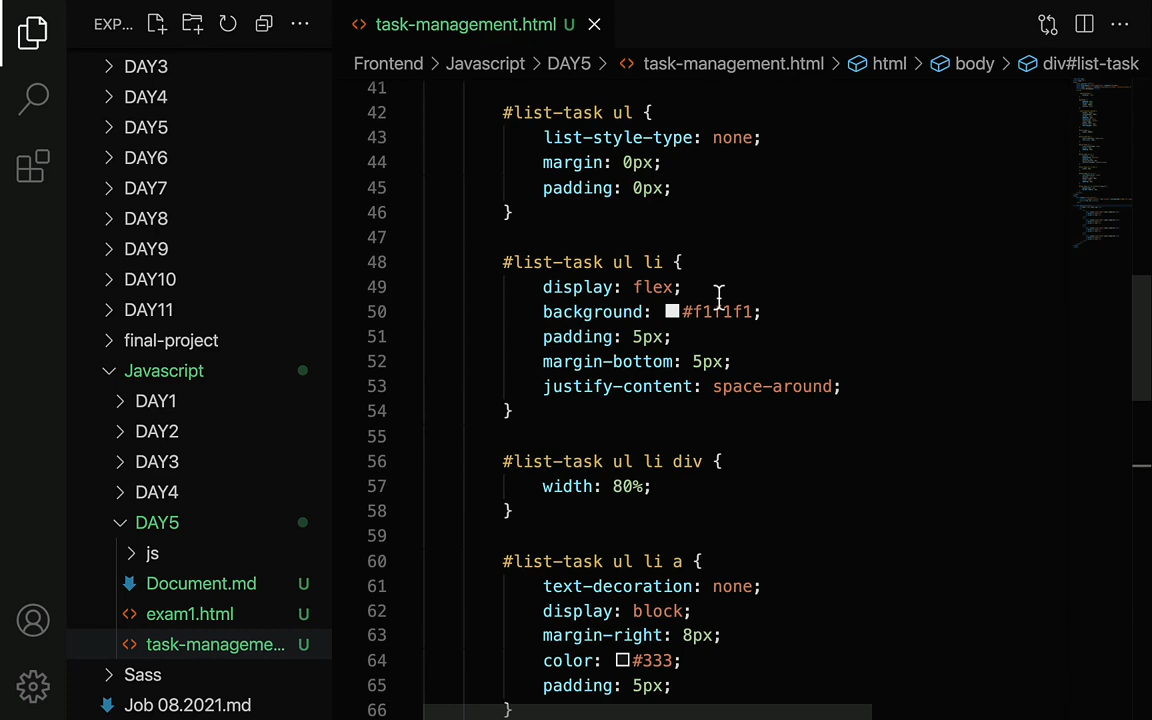 EXP...
task-management.html U
Frontend > Javascript > DAY5 > task-management.html > html > body > div#list-task
DAY3
DAY4
DAY5
DAY6
DAY7
DAY8
DAY9
DAY10
DAY11
final-project
Javascript
DAY1
DAY2
DAY3
DAY4
DAY5
js
Document.md U
exam1.html U
task-manageme... U
Sass
Job 08.2021.md
41
42 #list-task ul {
43 list-style-type: none;
44 margin: 0px;
45 padding: 0px;
46 }
47
48 #list-task ul li {
49 display: flex;
50 background: #f1f1f1;
51 padding: 5px;
52 margin-bottom: 5px;
53 justify-content: space-around;
54 }
55
56 #list-task ul li div {
57 width: 80%;
58 }
59
60 #list-task ul li a {
61 text-decoration: none;
62 display: block;
63 margin-right: 8px;
64 color: #333;
65 padding: 5px;
66 }